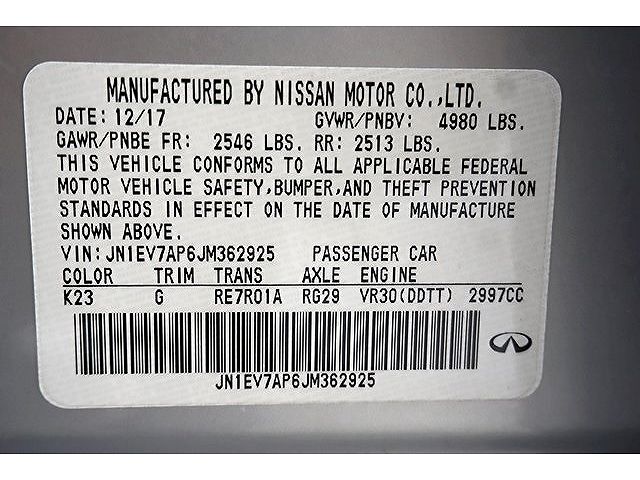 MANUFACTURED BY NISSAN MOTOR CO.,LTD.
DATE: 12/17 GVWR/PNBV: 4980 LBS.
GAWR/PNBE FR: 2546 LBS. RR: 2513 LBS.
THIS VEHICLE CONFORMS TO ALL APPLICABLE FEDERAL
MOTOR VEHICLE SAFETY,BUMPER,AND THEFT PREVENTION
STANDARDS IN EFFECT ON THE DATE OF MANUFACTURE
SHOWN ABOVE.
VIN:JN1EV7AP6JM362925 PASSENGER CAR
COLOR TRIM TRANS AXLE ENGINE
K23 G RE7R01A RG29 VR30(DDTT) 2997CC
JN1EV7AP6JM362925